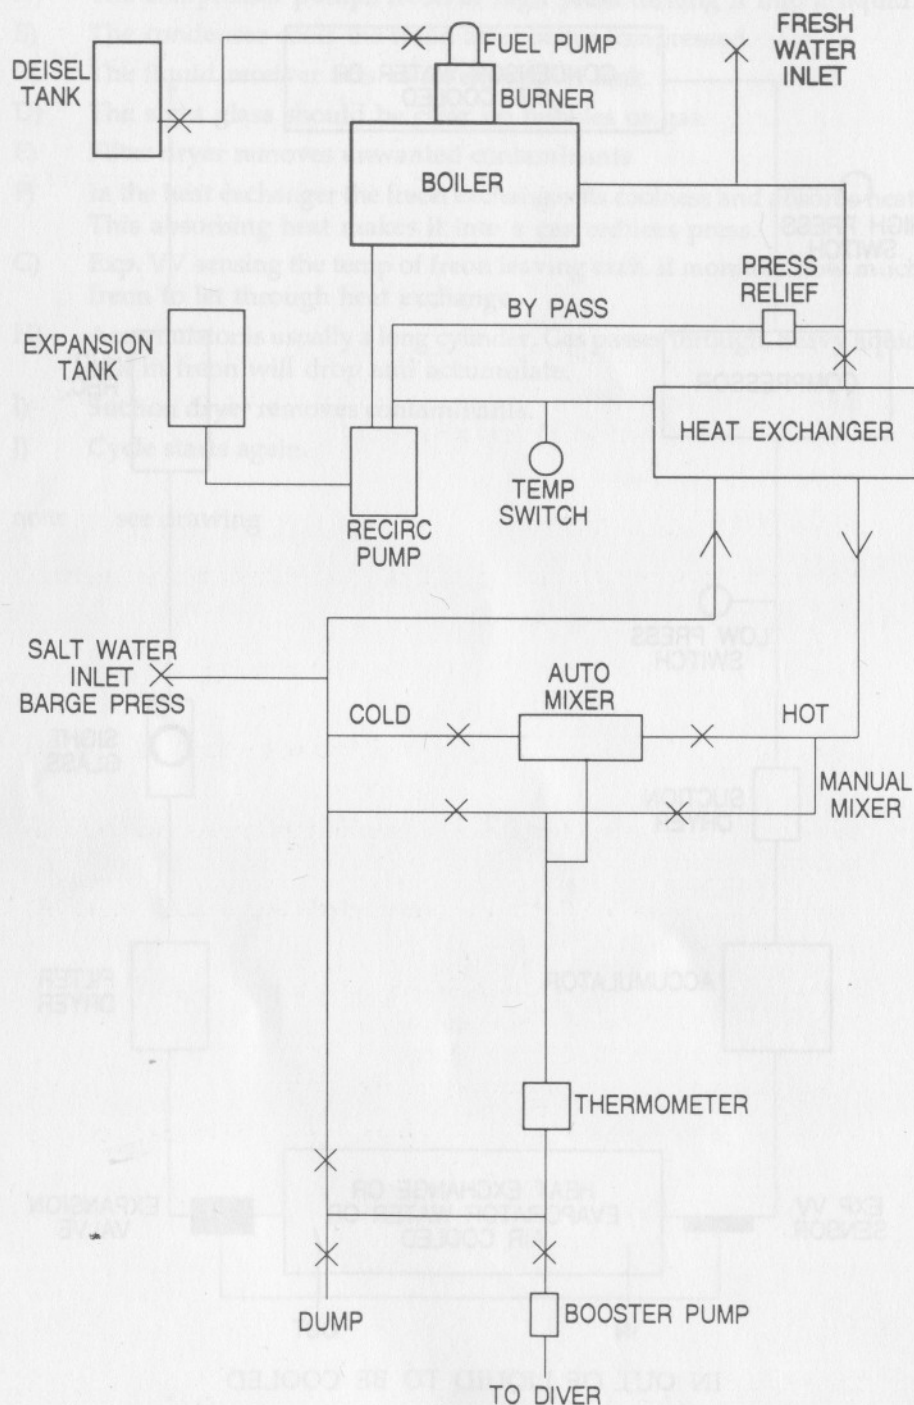 FUEL PUMP
FRESH
WATER
INLET
DEISEL
TANK
BURNER
BOILER
PRESS
RELIEF
BY PASS
EXPANSION
TANK
HEAT EXCHANGER
TEMP
SWITCH
RECIRC
PUMP
SALT WATER
INLET
BARGE PRESS
AUTO
MIXER
COLD
HOT
MANUAL
MIXER
THERMOMETER
DUMP
BOOSTER PUMP
TO DIVER